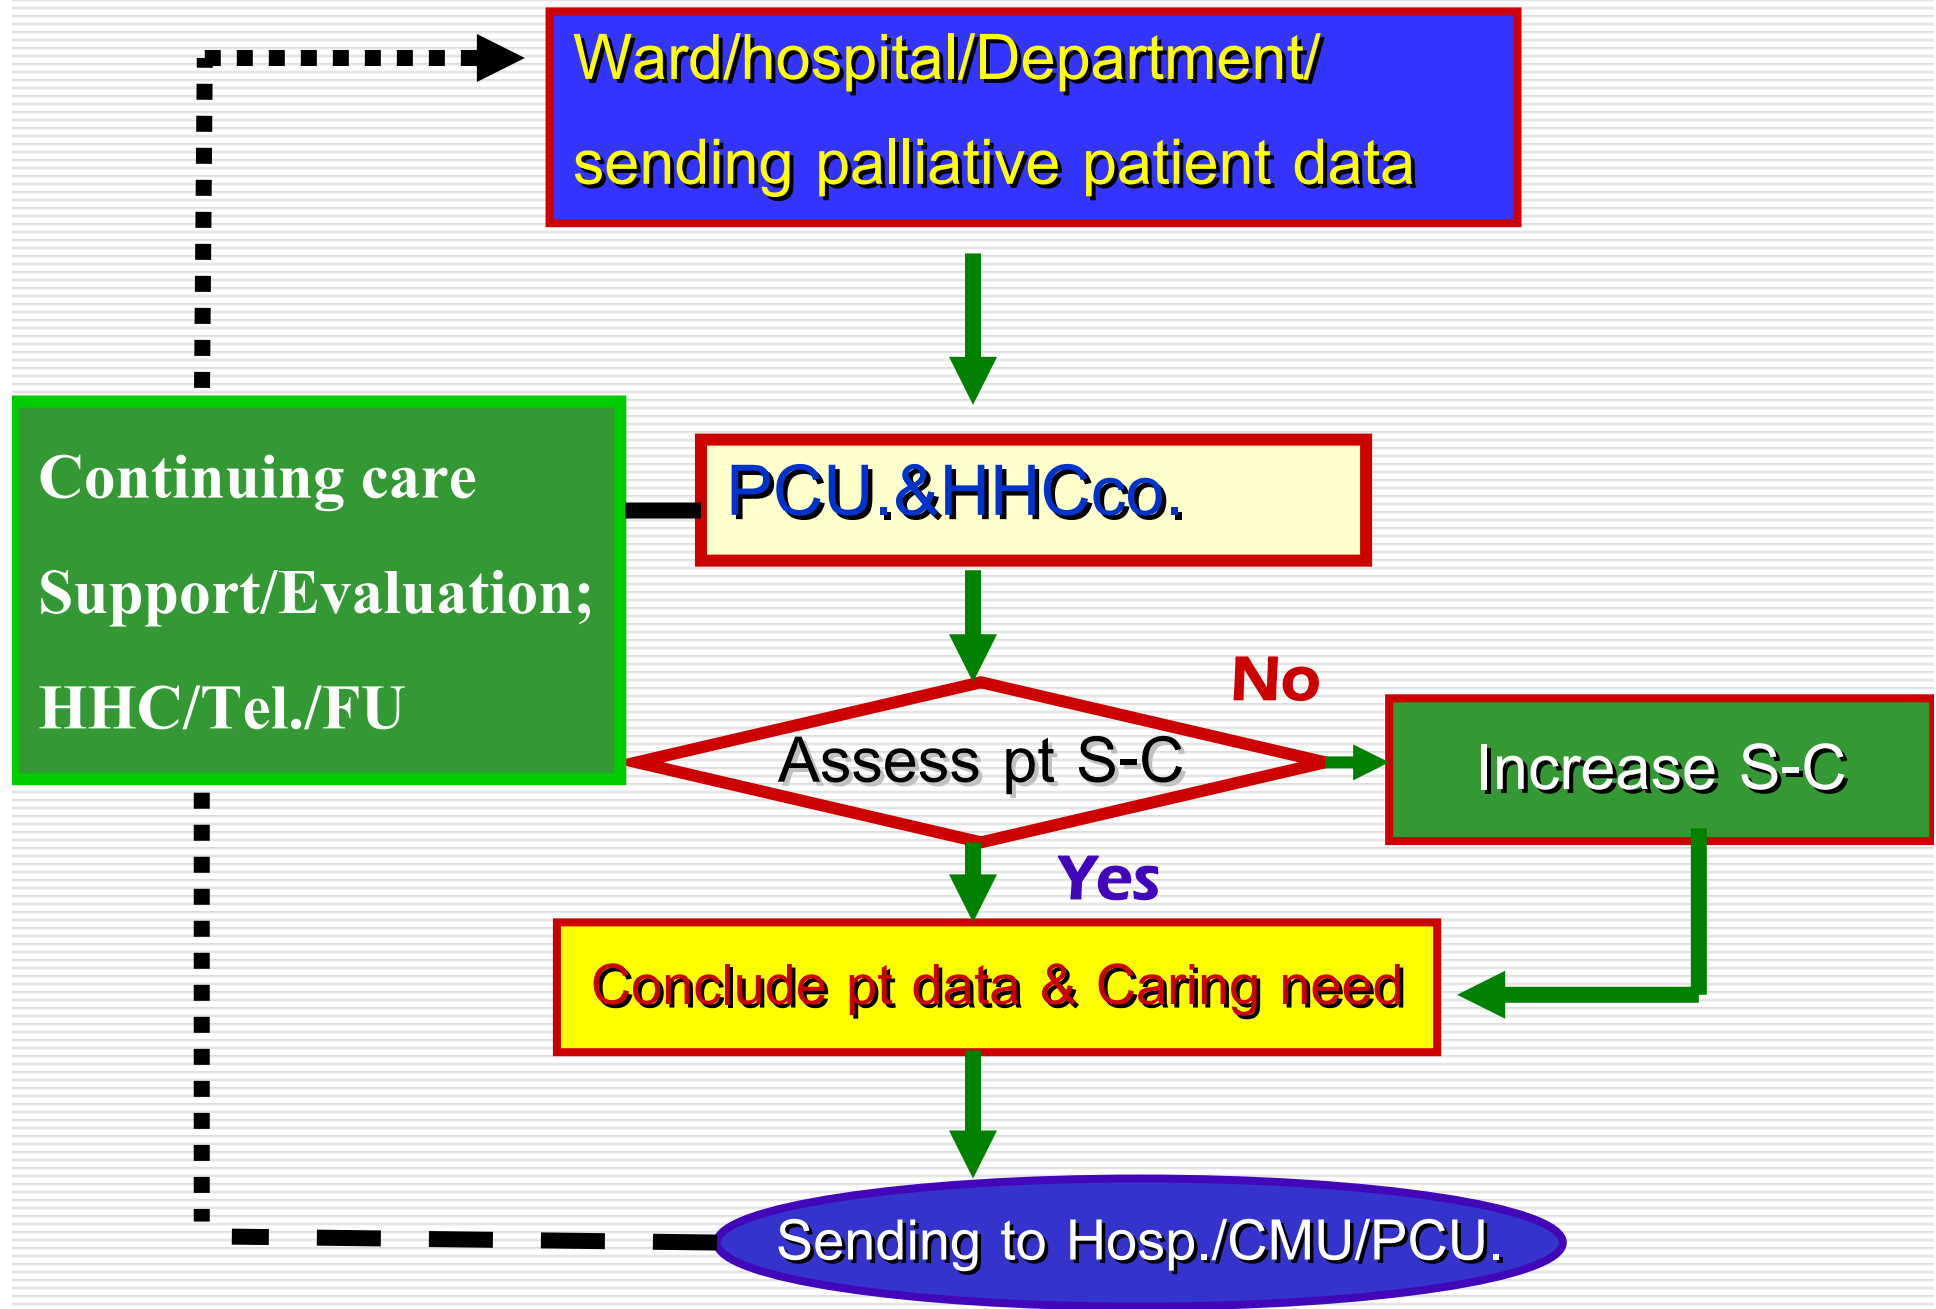 Ward/hospital/Department/
sending palliative patient data
Continuing care
Support/Evaluation;
HHC/Tel./FU
PCU.&HHCco.
No
Assess pt S-C
Increase S-C
Yes
Conclude pt data & Caring need
Sending to Hosp./CMU/PCU.